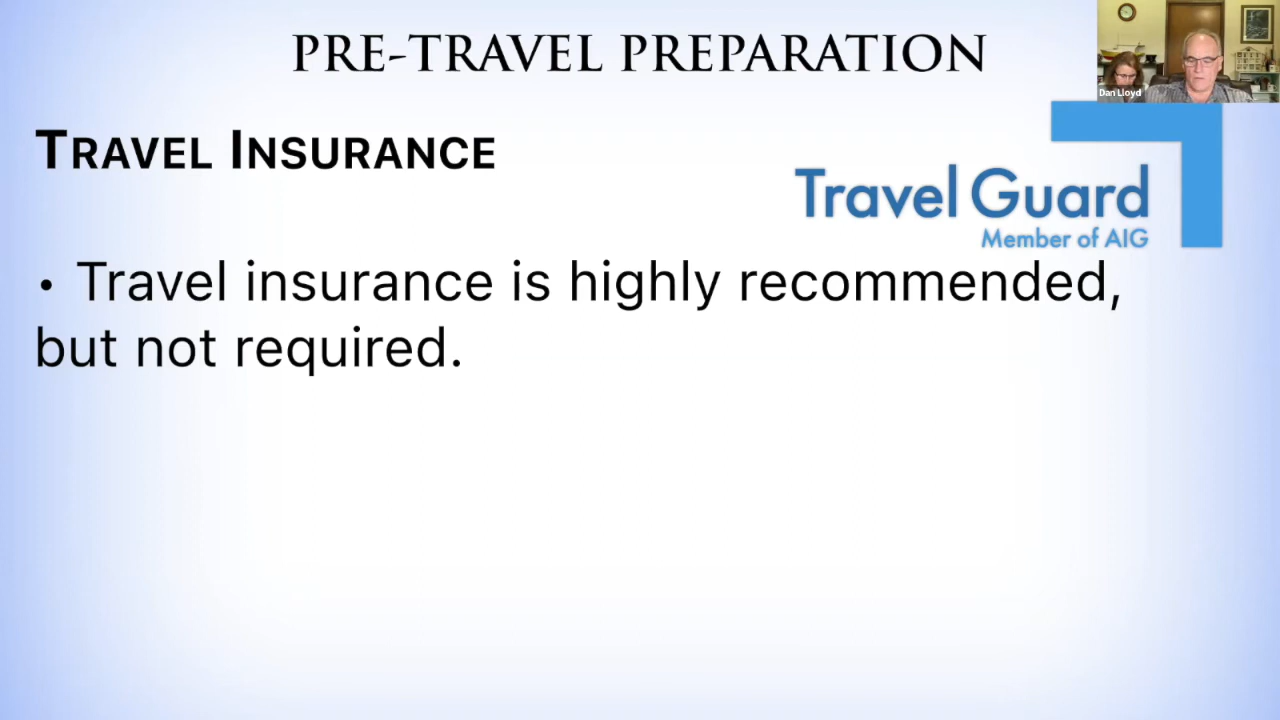 PRE-TRAVEL PREPARATION
Dan Lloyd
TRAVEL INSURANCE
Travel Guard
Member of AIG
• Travel insurance is highly recommended,
but not required.